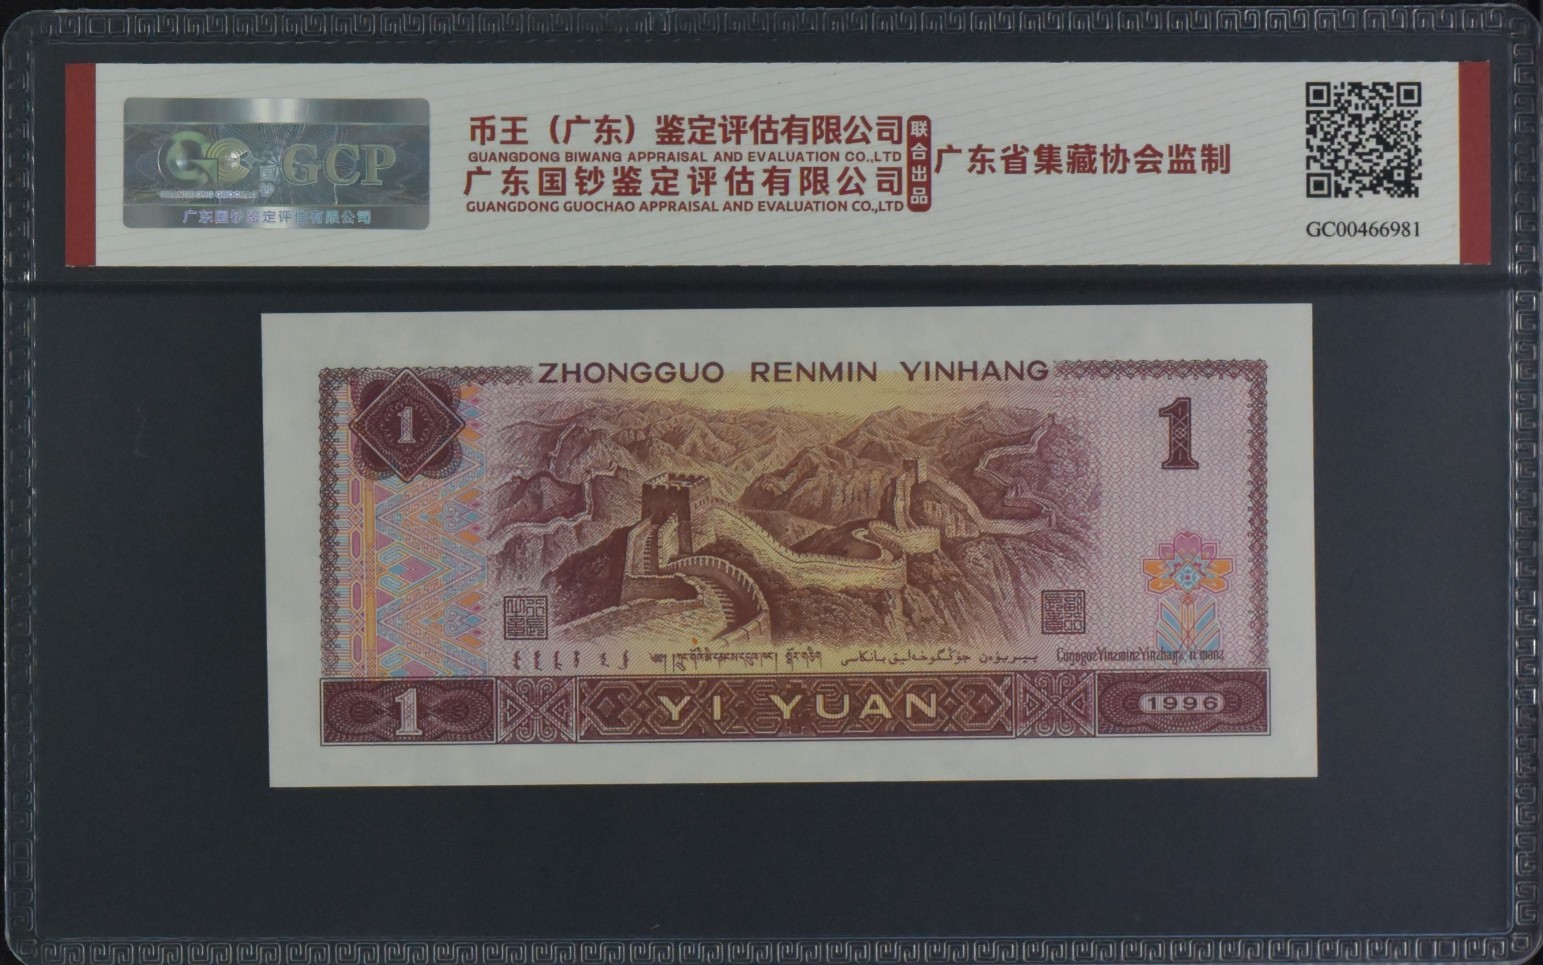 GCP
广东国钞鉴定评估有限公司
币王（广东）鉴定评估有限公司
GUANGDONG BIWANG APPRAISAL AND EVALUATION CO.,LTD
广东国钞鉴定评估有限公司
GUANGDONG GUOCHAO APPRAISAL AND EVALUATION CO.,LTD
联合出品
广东省集藏协会监制
GC00466981
ZHONGGUO RENMIN YINHANG
1
1
1
YI YUAN
1996